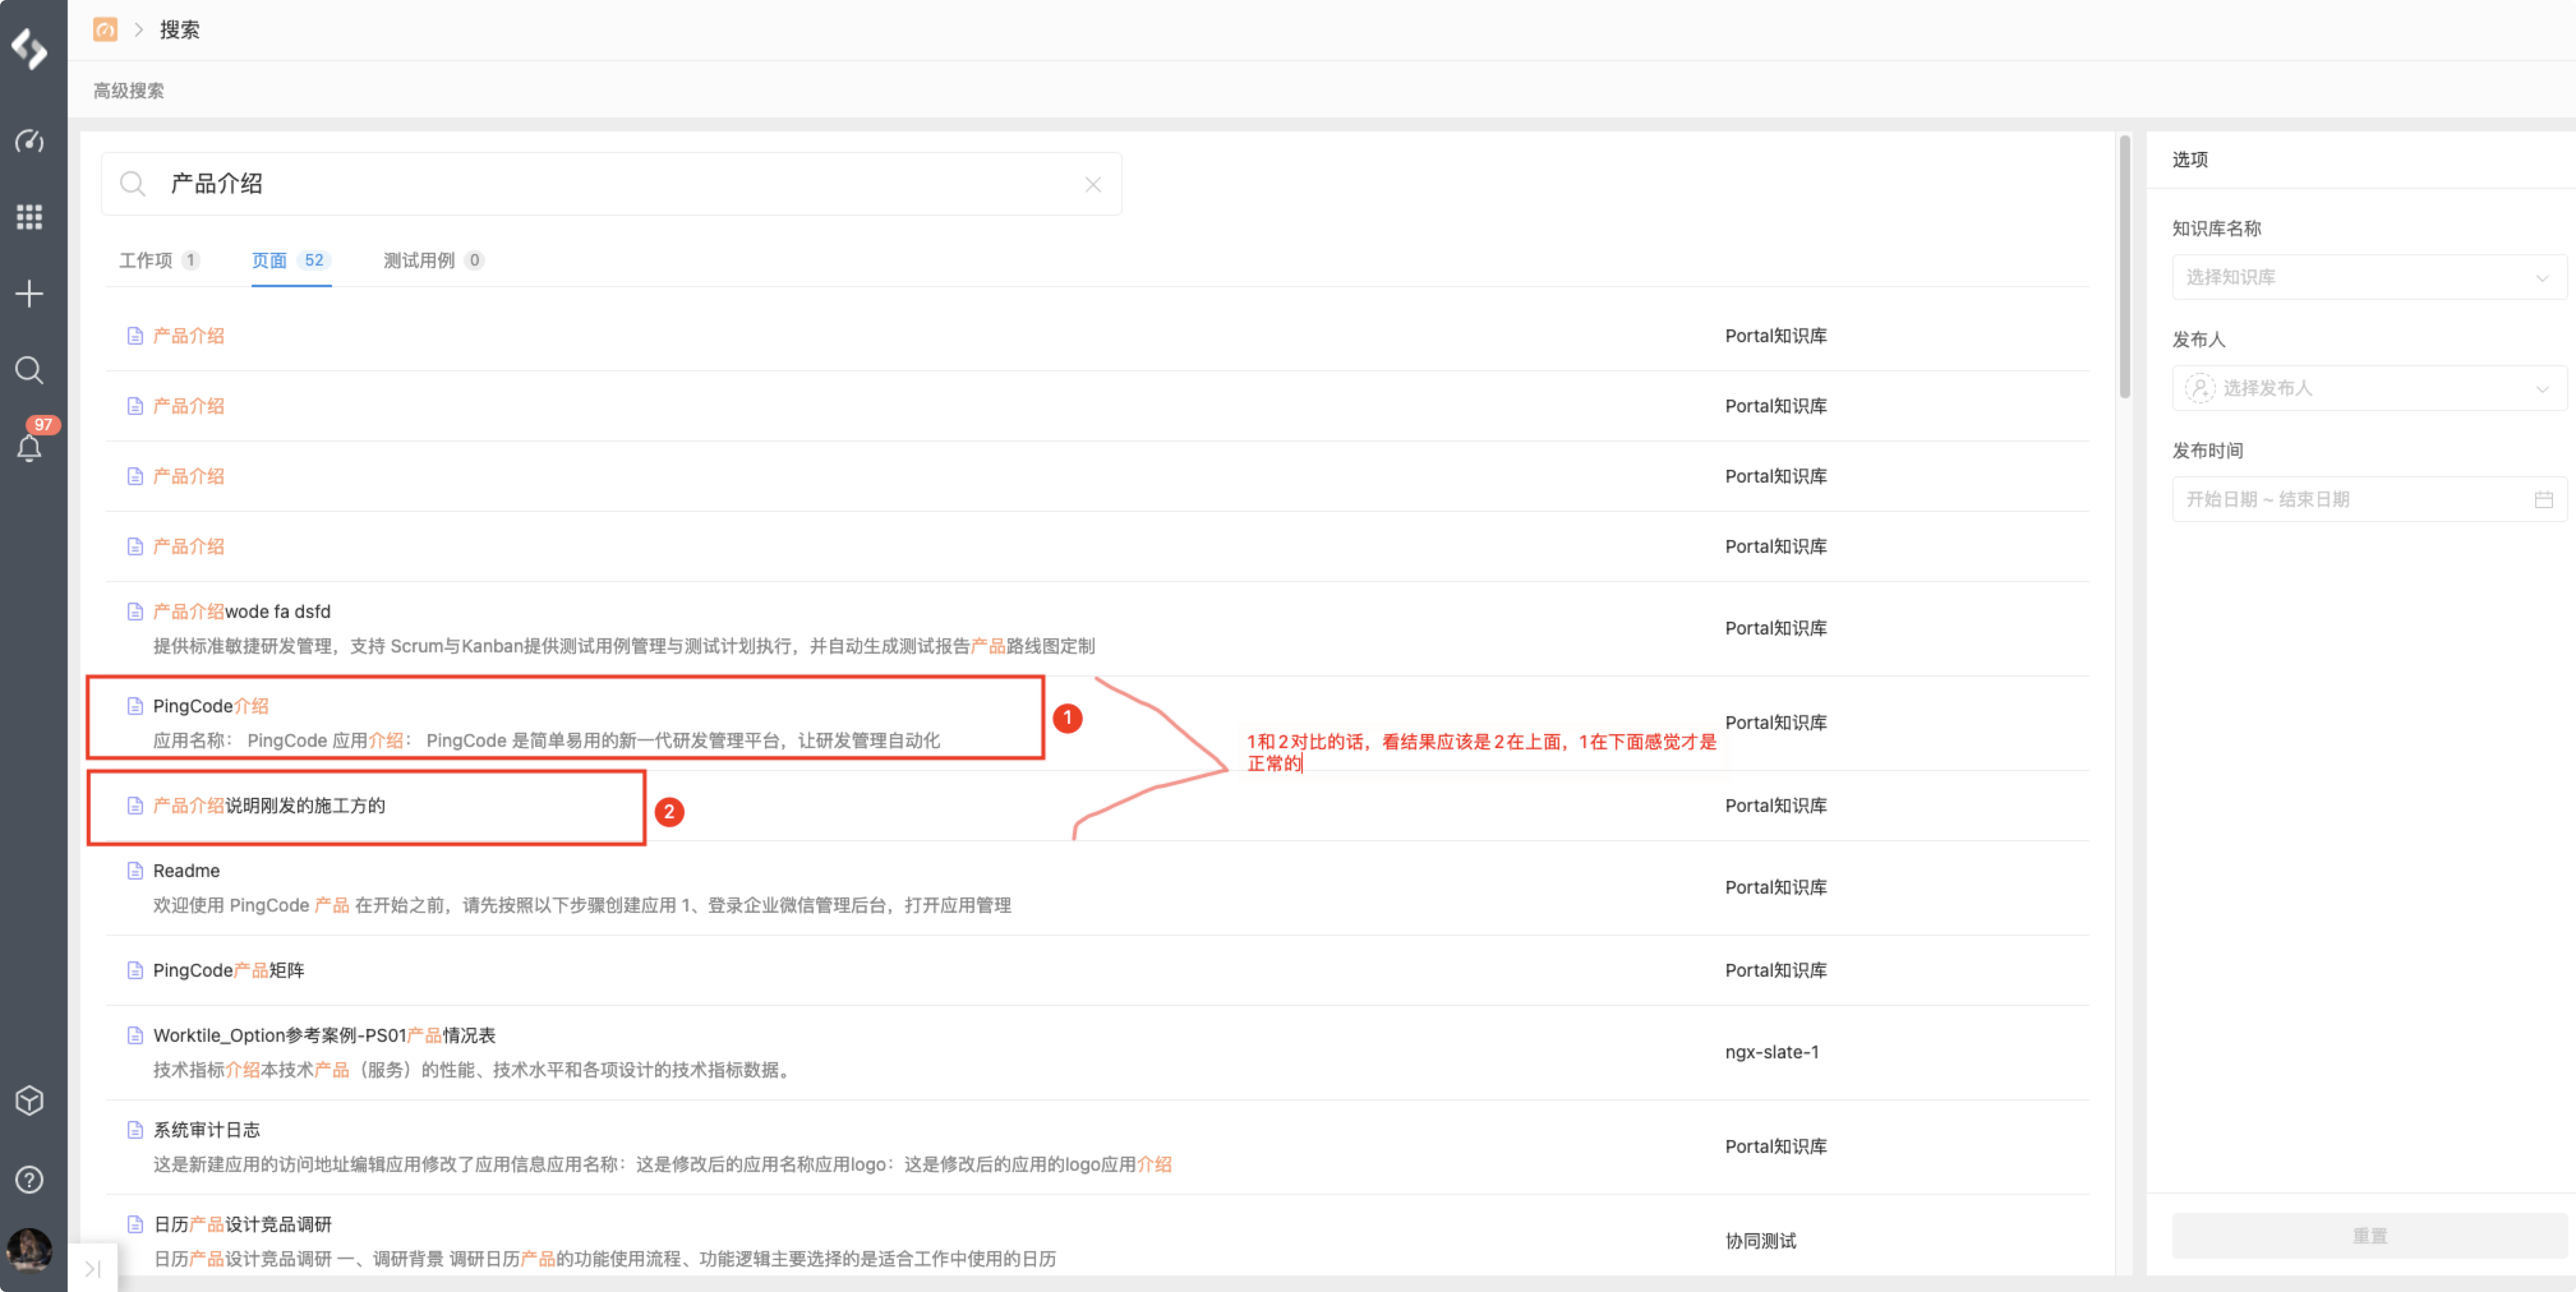 搜索
高级搜索
产品介绍
工作项 1 页面 52 测试用例 0
产品介绍 Portal知识库
产品介绍 Portal知识库
产品介绍 Portal知识库
产品介绍 Portal知识库
产品介绍wode fa dsfd
提供标准敏捷研发管理，支持 Scrum与Kanban提供测试用例管理与测试计划执行，并自动生成测试报告产品路线图定制
Portal知识库
PingCode介绍
应用名称： PingCode 应用介绍： PingCode 是简单易用的新一代研发管理平台，让研发管理自动化
1
Portal知识库
1和2对比的话，看结果应该是2在上面，1在下面感觉才是
正常的
产品介绍说明刚发的施工方的
2
Portal知识库
Readme
欢迎使用 PingCode 产品 在开始之前，请先按照以下步骤创建应用 1、登录企业微信管理后台，打开应用管理
Portal知识库
PingCode产品矩阵 Portal知识库
Worktile_Option参考案例-PS01产品情况表
技术指标介绍本技术产品（服务）的性能、技术水平和各项设计的技术指标数据。
ngx-slate-1
系统审计日志
这是新建应用的访问地址编辑应用修改了应用信息应用名称：这是修改后的应用名称应用logo：这是修改后的应用的logo应用介绍
Portal知识库
日历产品设计竞品调研
日历产品设计竞品调研 一、调研背景 调研日历产品的功能使用流程、功能逻辑主要选择的是适合工作中使用的日历
协同测试
选项
知识库名称
选择知识库
发布人
选择发布人
发布时间
开始日期 ~ 结束日期
重置
97